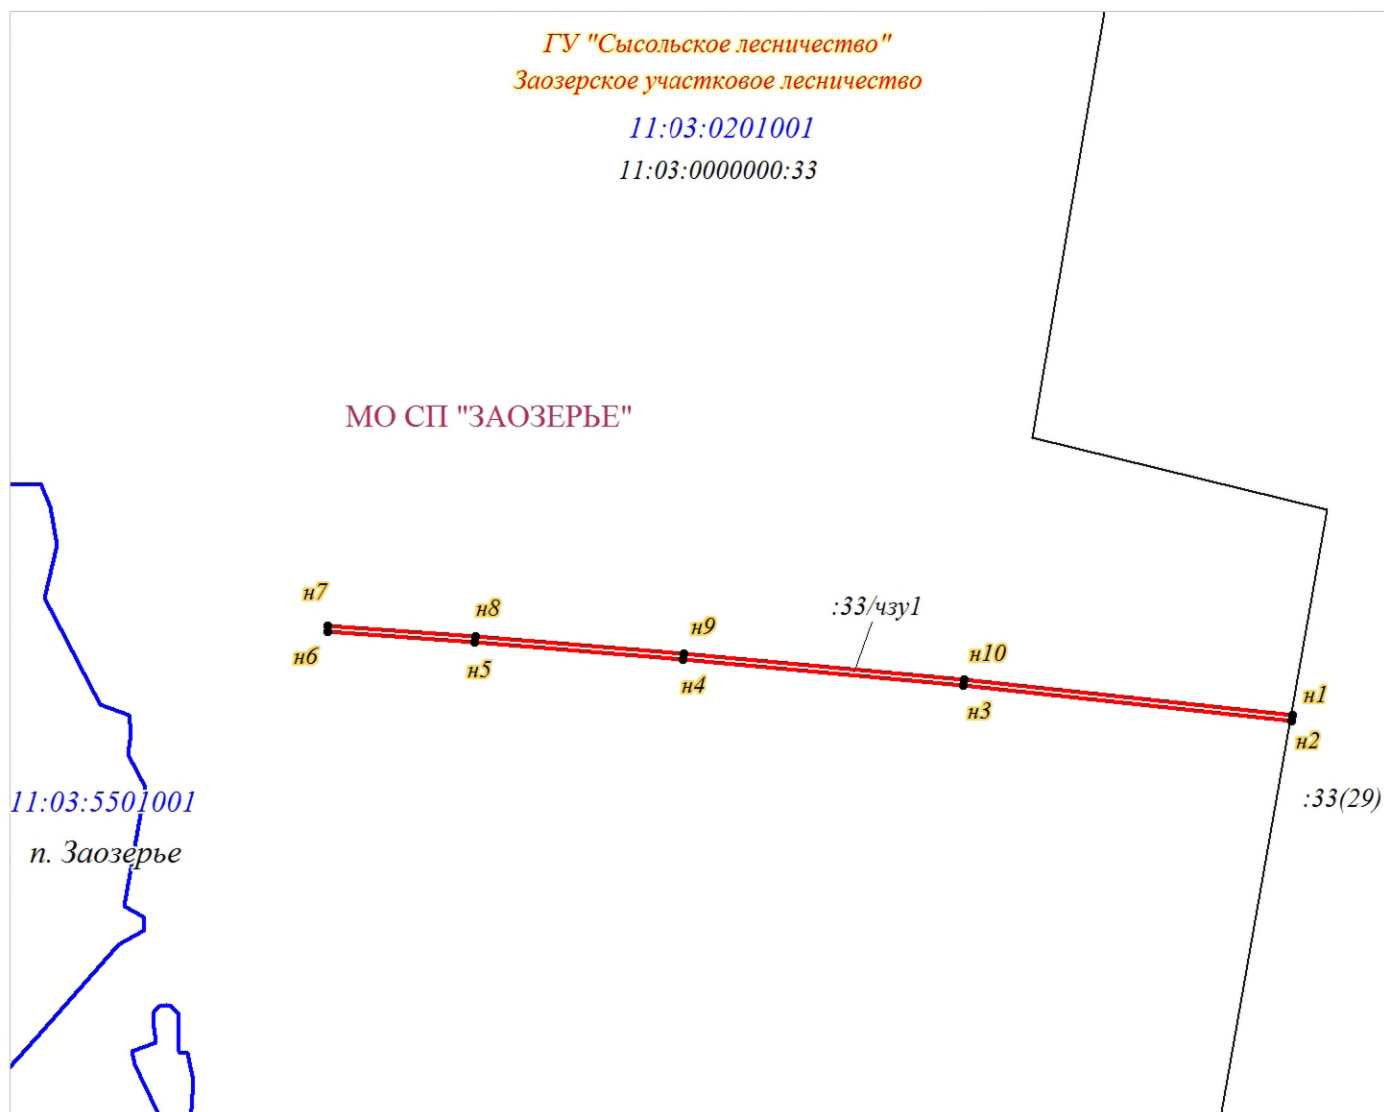 ГУ "Сысольское лесничество"
Заозерское участковое лесничество
11:03:0201001
11:03:0000000:33
МО СП "ЗАОЗЕРЬЕ"
н7
н8
:33/чзу1
н9
н6
н10
н5
н4
н1
н3
н2
11:03:5501001
:33(29)
п. Заозерье